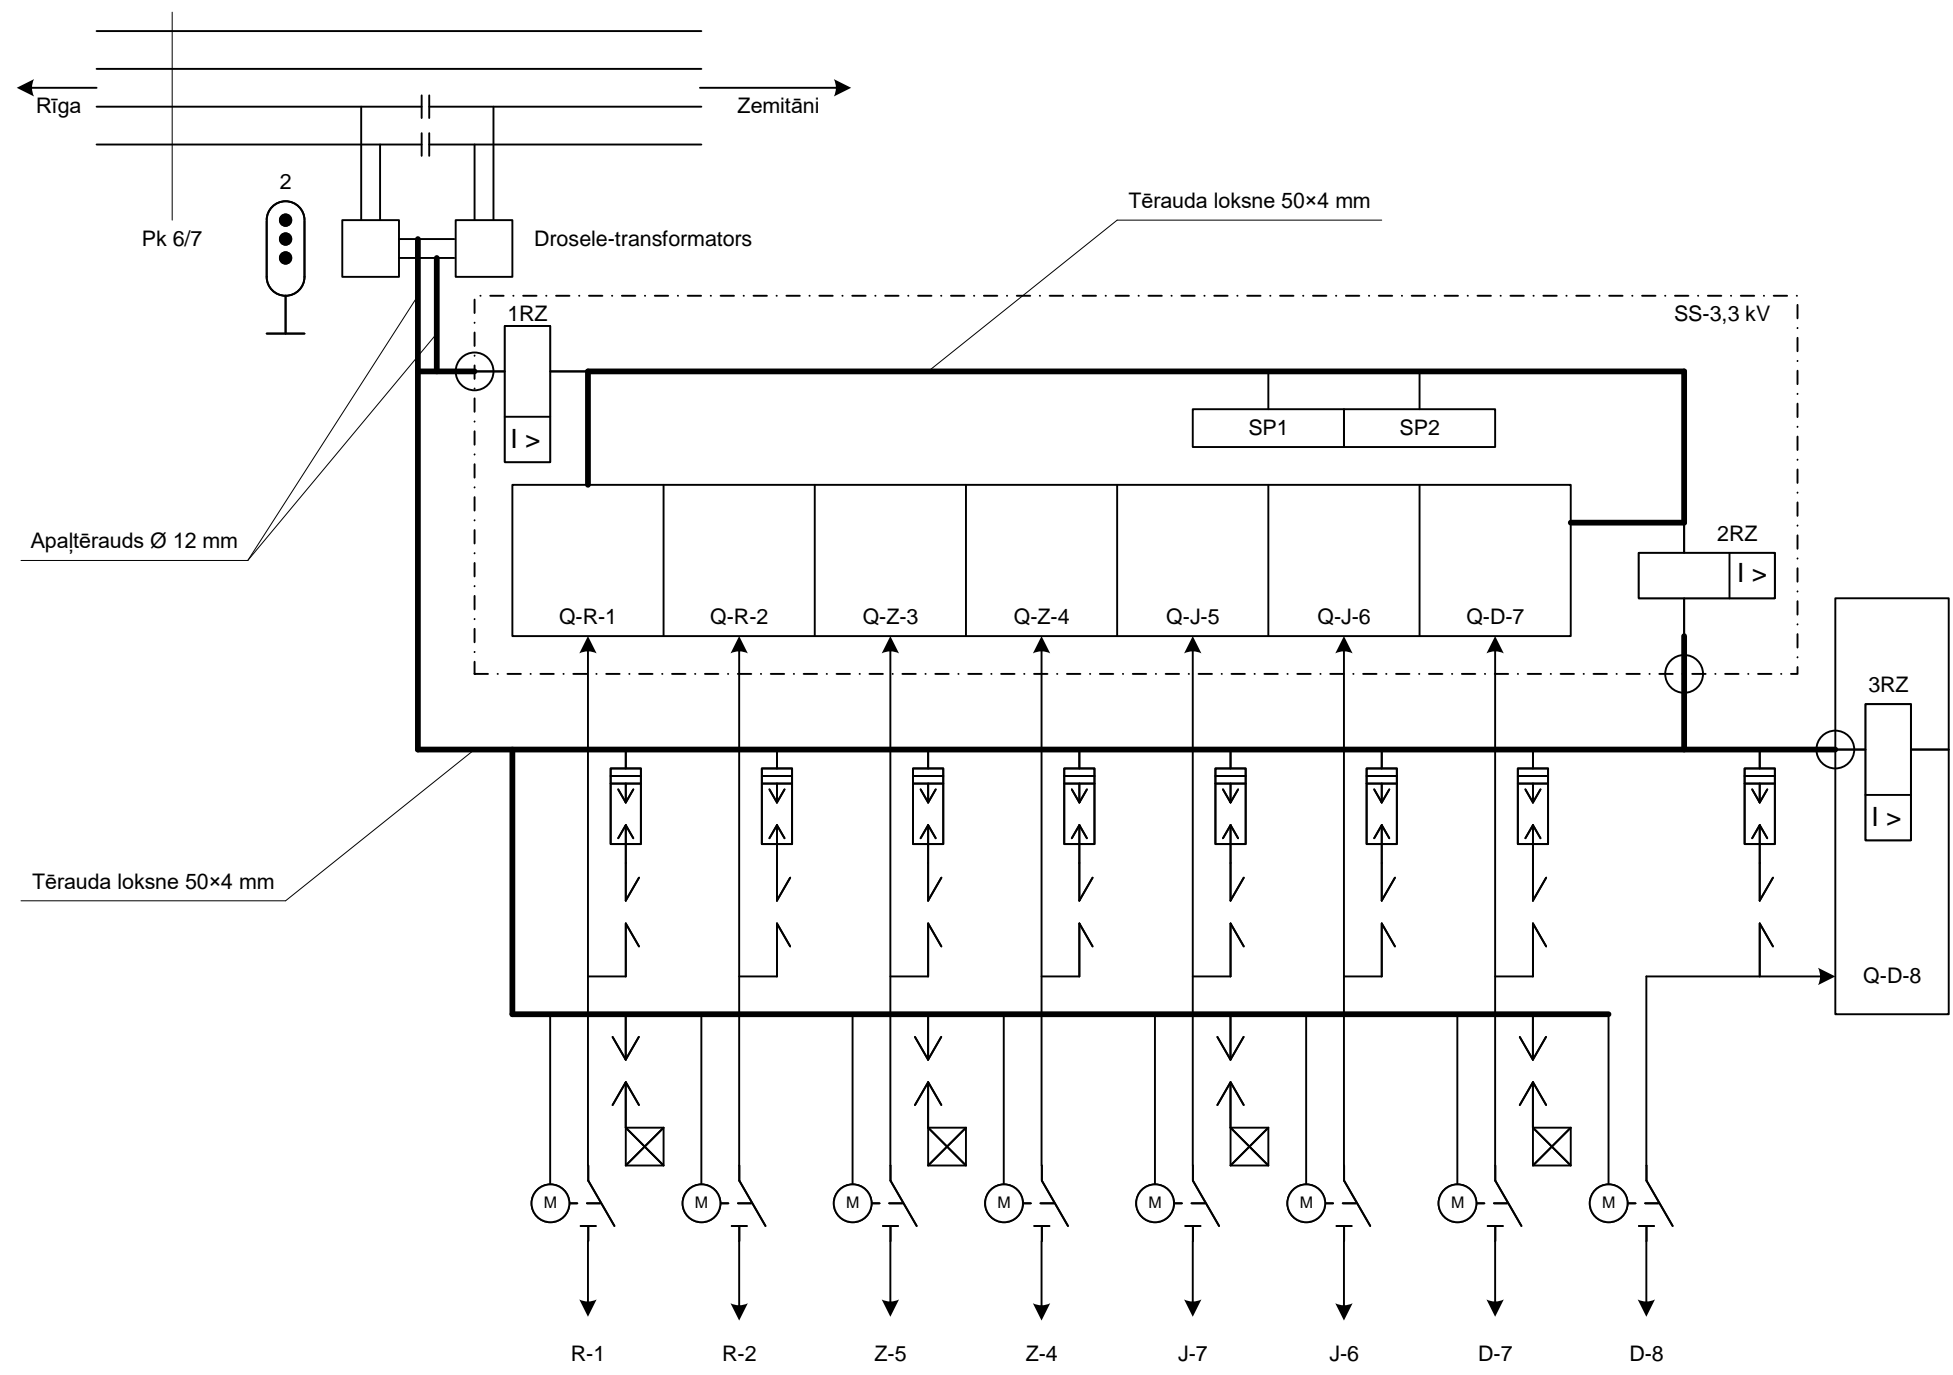 Rīga
Zemitāni
2
Pk 6/7
Drosele-transformators
Tērauda loksne 50×4 mm
SS-3,3 kV
1RZ
I >
SP1
SP2
Apaļtērauds Ø 12 mm
2RZ
I >
Q-R-1
Q-R-2
Q-Z-3
Q-Z-4
Q-J-5
Q-J-6
Q-D-7
3RZ
I >
Tērauda loksne 50×4 mm
Q-D-8
M
M
M
M
M
M
M
M
R-1
R-2
Z-5
Z-4
J-7
J-6
D-7
D-8